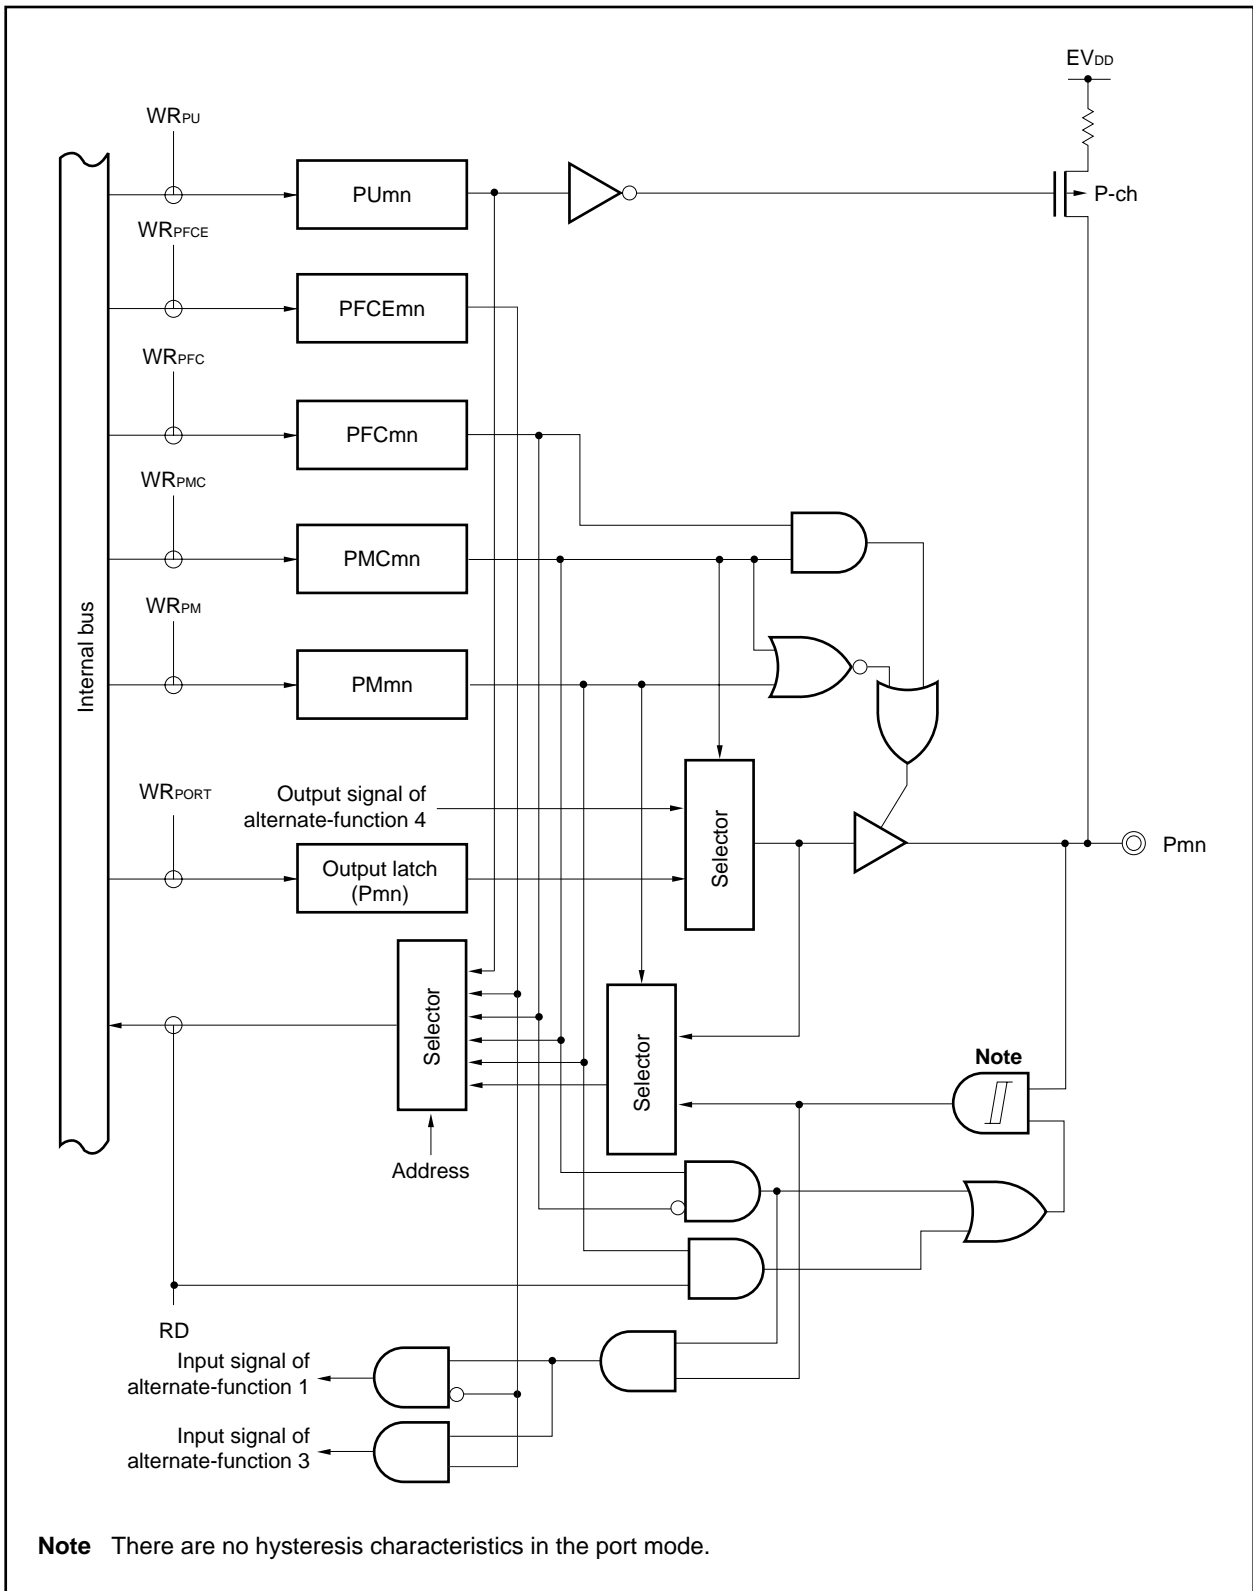 EVDD
WRPU
PUmn
P-ch
WRPFCE
PFCEmn
WRPFC
PFCmn
WRPMC
PMCmn
WRPM
PMmn
Internal bus
WRPORT
Output signal of
alternate-function 4
Output latch
(Pmn)
Selector
Pmn
Selector
Selector
Note
Address
RD
Input signal of
alternate-function 1
Input signal of
alternate-function 3
Note There are no hysteresis characteristics in the port mode.